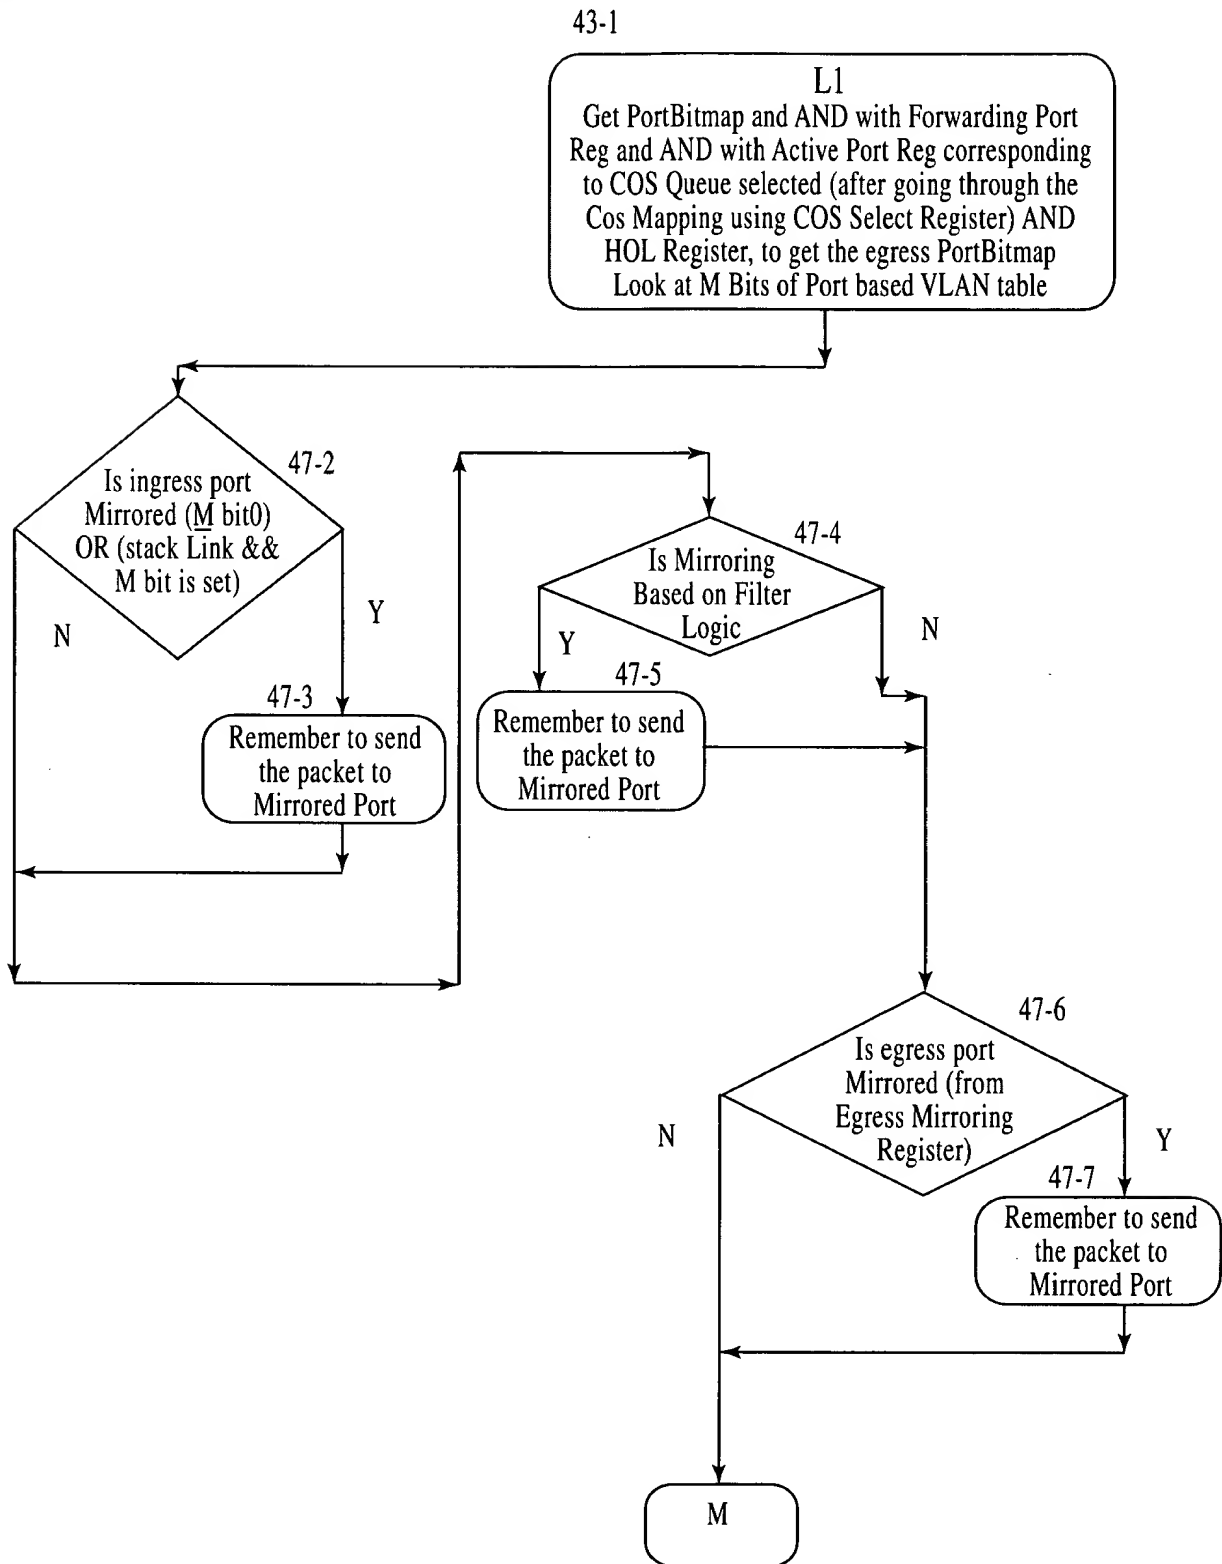 43-1
L1
Get PortBitmap and AND with Forwarding Port
Reg and AND with Active Port Reg corresponding
to COS Queue selected (after going through the
Cos Mapping using COS Select Register) AND
HOL Register, to get the egress PortBitmap
Look at M Bits of Port based VLAN table
47-2
Is ingress port
Mirrored (M bit0)
OR (stack Link &&
M bit is set)
N
Y
47-3
Remember to send
the packet to
Mirrored Port
47-4
Is Mirroring
Based on Filter
Logic
Y
N
47-5
Remember to send
the packet to
Mirrored Port
47-6
Is egress port
Mirrored (from
Egress Mirroring
Register)
N
Y
47-7
Remember to send
the packet to
Mirrored Port
M